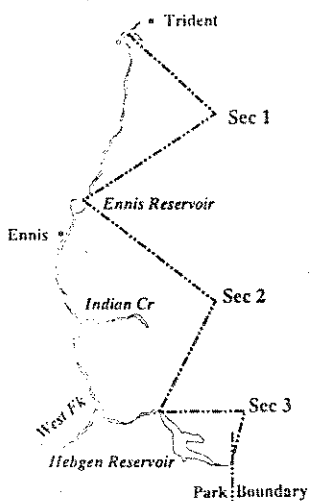 Trident
Sec 1
Ennis Reservoir
Ennis
Indian Cr
Sec 2
West Fk
Sec 3
Hebgen Reservoir
Park Boundary